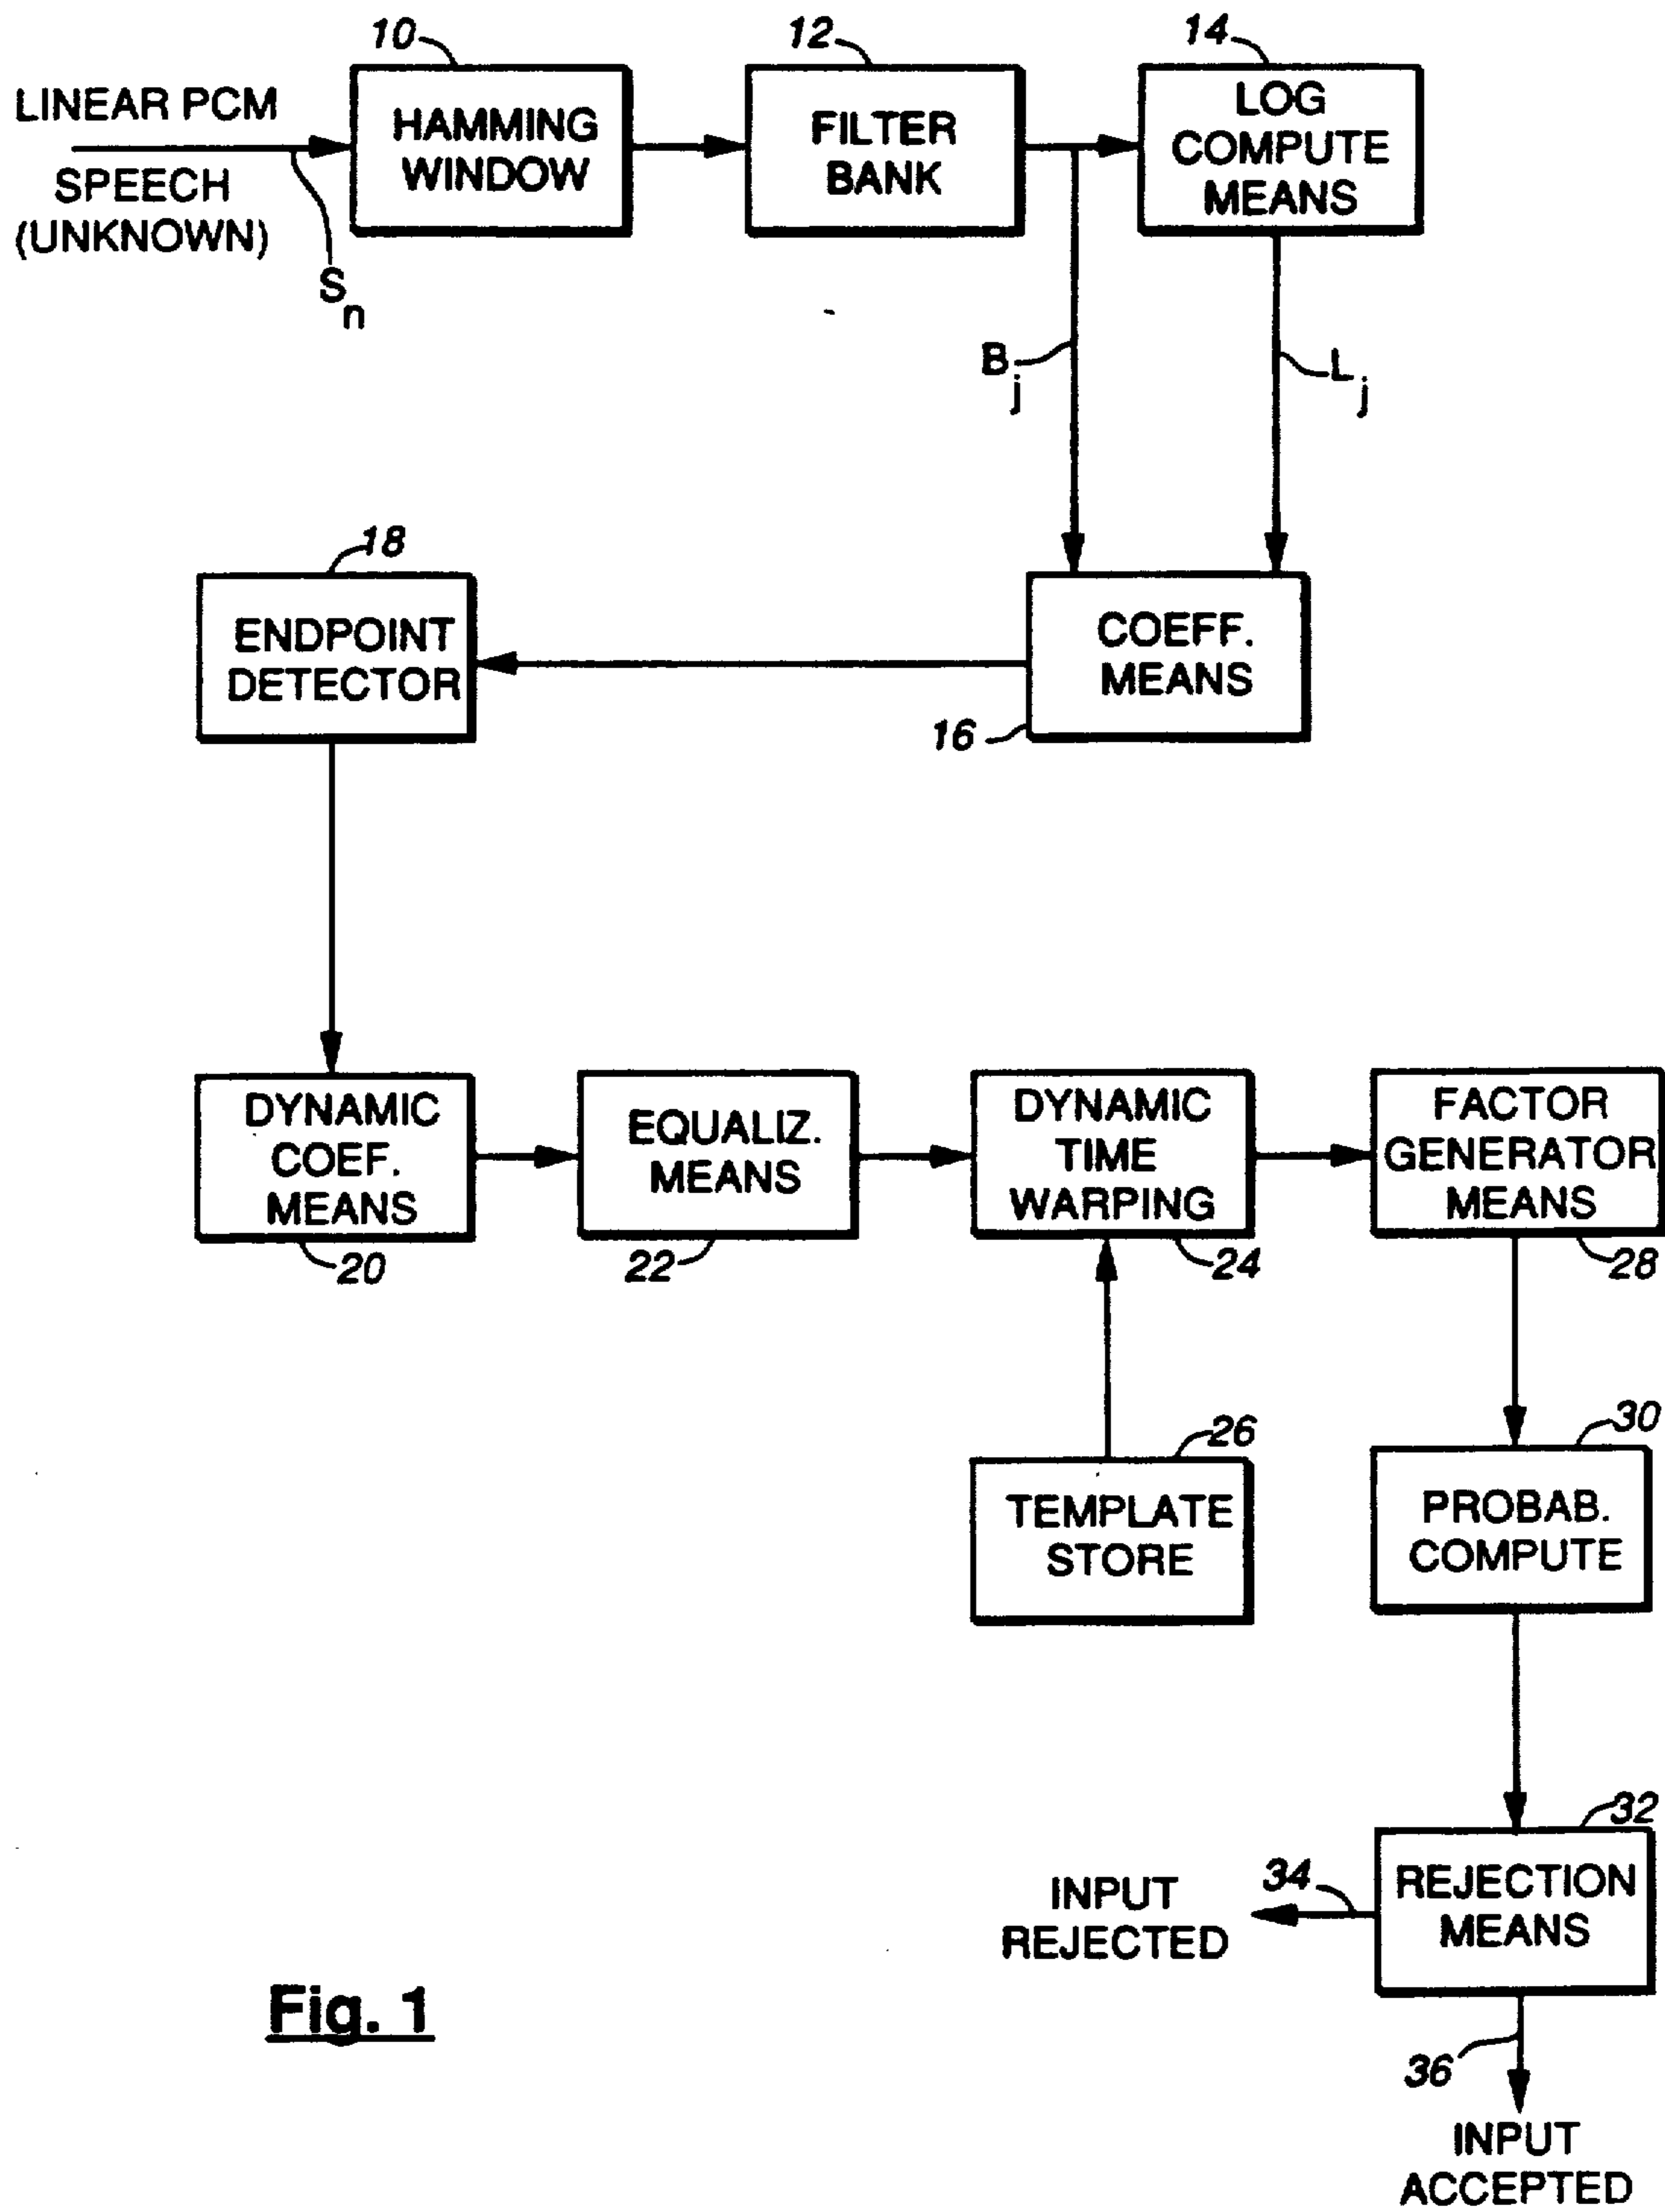 10
12
14
LINEAR PCM
SPEECH
(UNKNOWN)
S
n
HAMMING
WINDOW
FILTER
BANK
LOG
COMPUTE
MEANS
B
j
L
j
18
ENDPOINT
DETECTOR
COEFF.
MEANS
16
DYNAMIC
COEF.
MEANS
20
EQUALIZ.
MEANS
22
DYNAMIC
TIME
WARPING
24
FACTOR
GENERATOR
MEANS
28
26
TEMPLATE
STORE
30
PROBAB.
COMPUTE
32
REJECTION
MEANS
34
INPUT
REJECTED
36
INPUT
ACCEPTED
Fig. 1